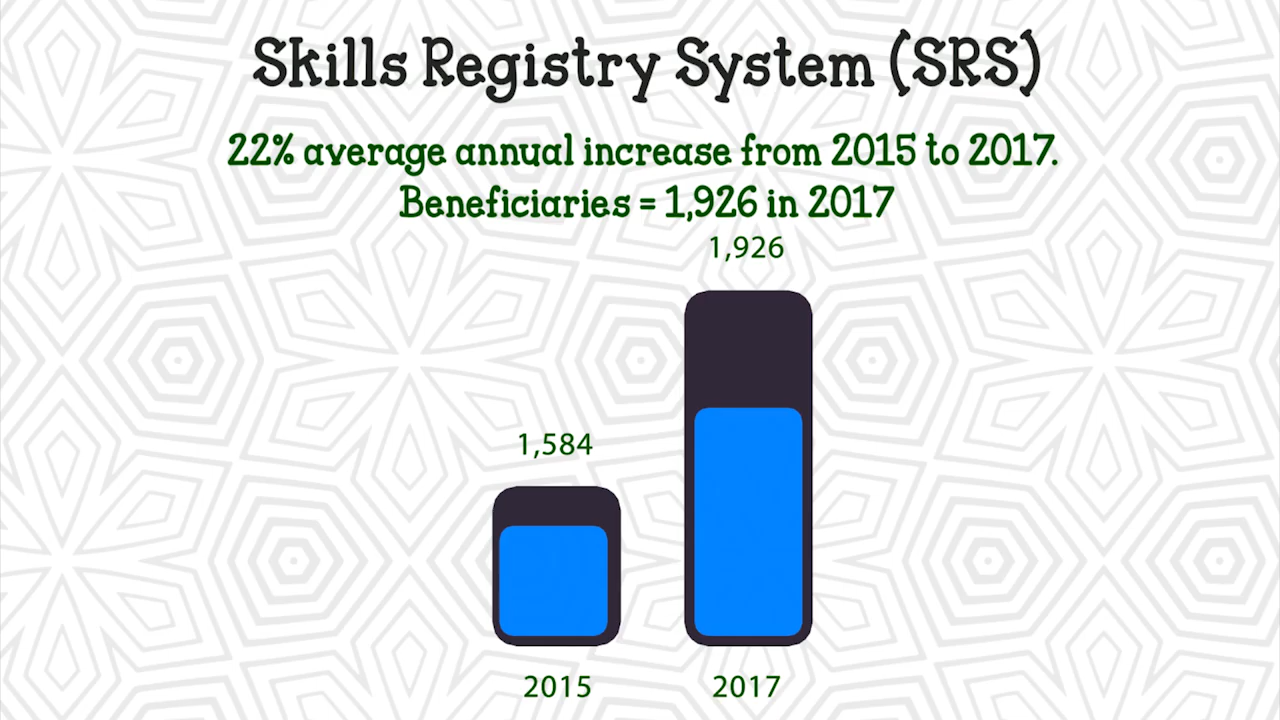 Skills Registry System (SRS)
22% average annual increase from 2015 to 2017.
Beneficiaries = 1,926 in 2017
1,926
1,584
2015
2017